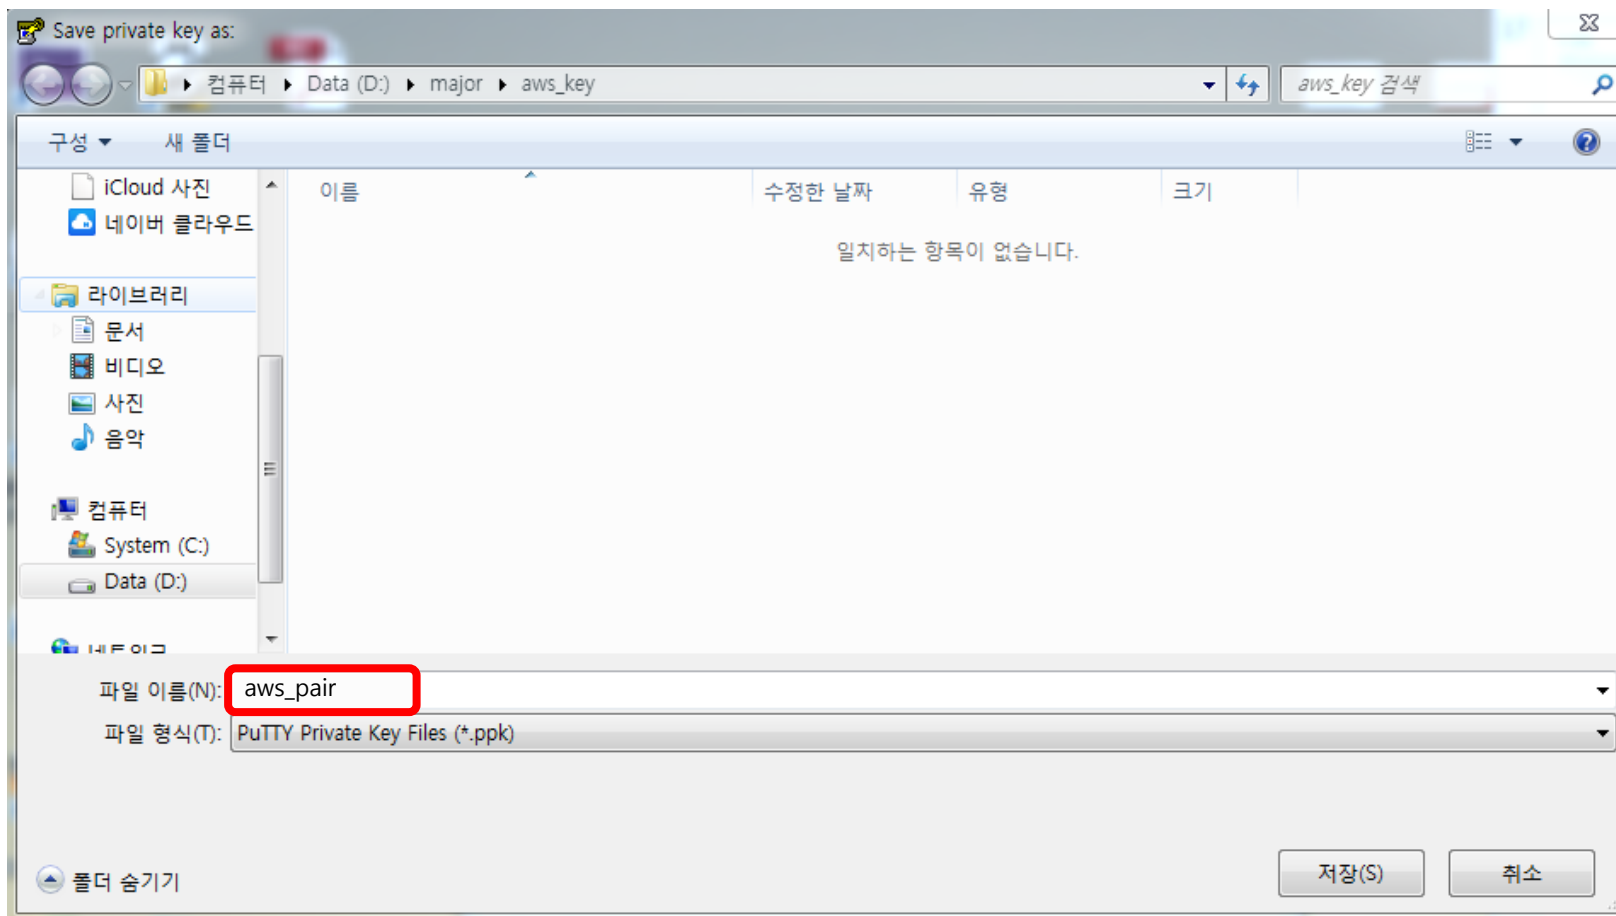 Save private key as:
컴퓨터 Data (D:) major aws_key
aws_key 검색
구성 새 폴더
iCloud 사진
네이버 클라우드
라이브러리
문서
비디오
사진
음악
컴퓨터
System (C:)
Data (D:)
이름 수정한 날짜 유형 크기
일치하는 항목이 없습니다.
파일 이름(N): aws_pair
파일 형식(T): PuTTY Private Key Files (*.ppk)
폴더 숨기기
저장(S) 취소